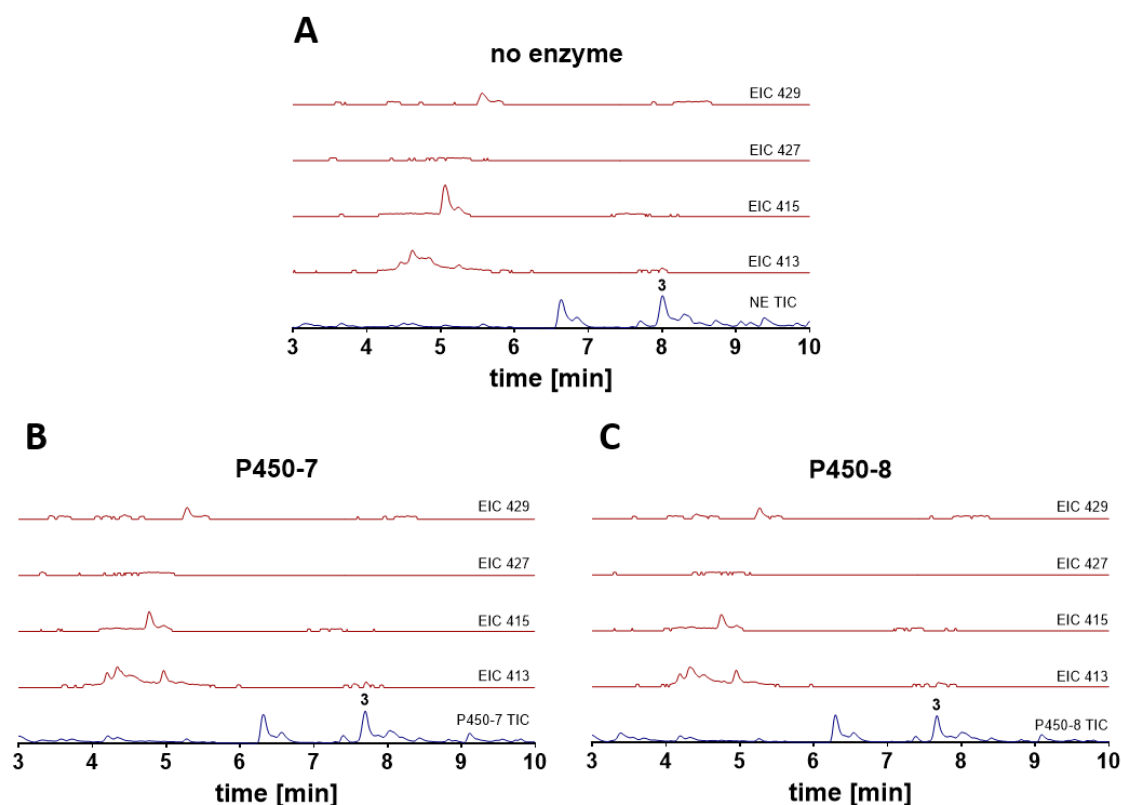 A
no enzyme
EIC 429
EIC 427
EIC 415
EIC 413
3
NE TIC
3 4 5 6 7 8 9 10
time [min]
B
P450-7
EIC 429
EIC 427
EIC 415
EIC 413
3
P450-7 TIC
3 4 5 6 7 8 9 10
time [min]
C
P450-8
EIC 429
EIC 427
EIC 415
EIC 413
3
P450-8 TIC
3 4 5 6 7 8 9 10
time [min]